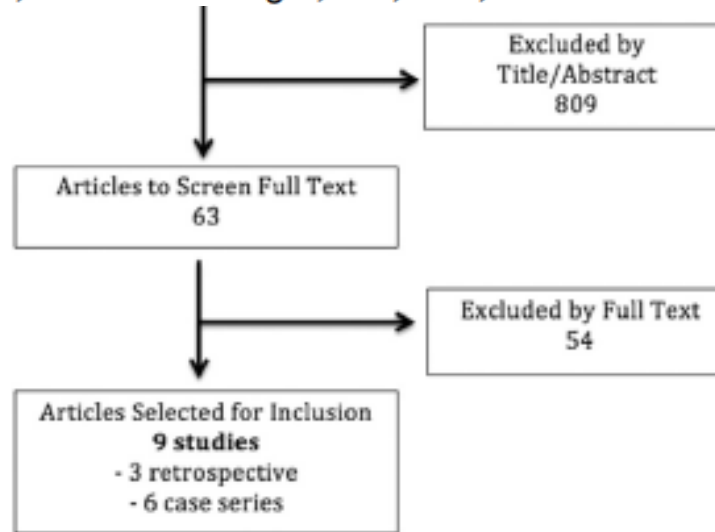 Excluded by
Title/Abstract
809
Articles to Screen Full Text
63
Excluded by Full Text
54
Articles Selected for Inclusion
9 studies
- 3 retrospective
- 6 case series